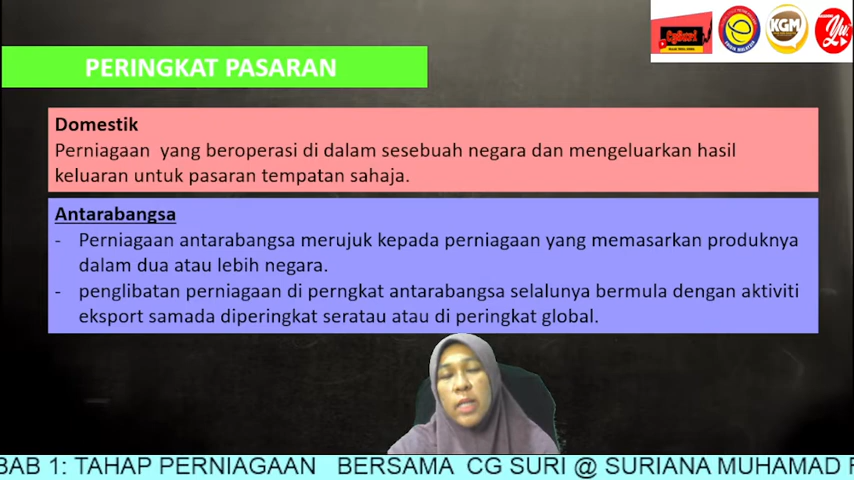 CgSuri
KGM
Yu
PERINGKAT PASARAN
Domestik
Perniagaan yang beroperasi di dalam sesebuah negara dan mengeluarkan hasil
keluaran untuk pasaran tempatan sahaja.
Antarabangsa
- Perniagaan antarabangsa merujuk kepada perniagaan yang memasarkan produknya
dalam dua atau lebih negara.
- penglibatan perniagaan di perngkat antarabangsa selalunya bermula dengan aktiviti
eksport samada diperingkat seratau atau di peringkat global.
BAB 1: TAHAP PERNIAGAAN BERSAMA CG SURI @ SURIANA MUHAMAD